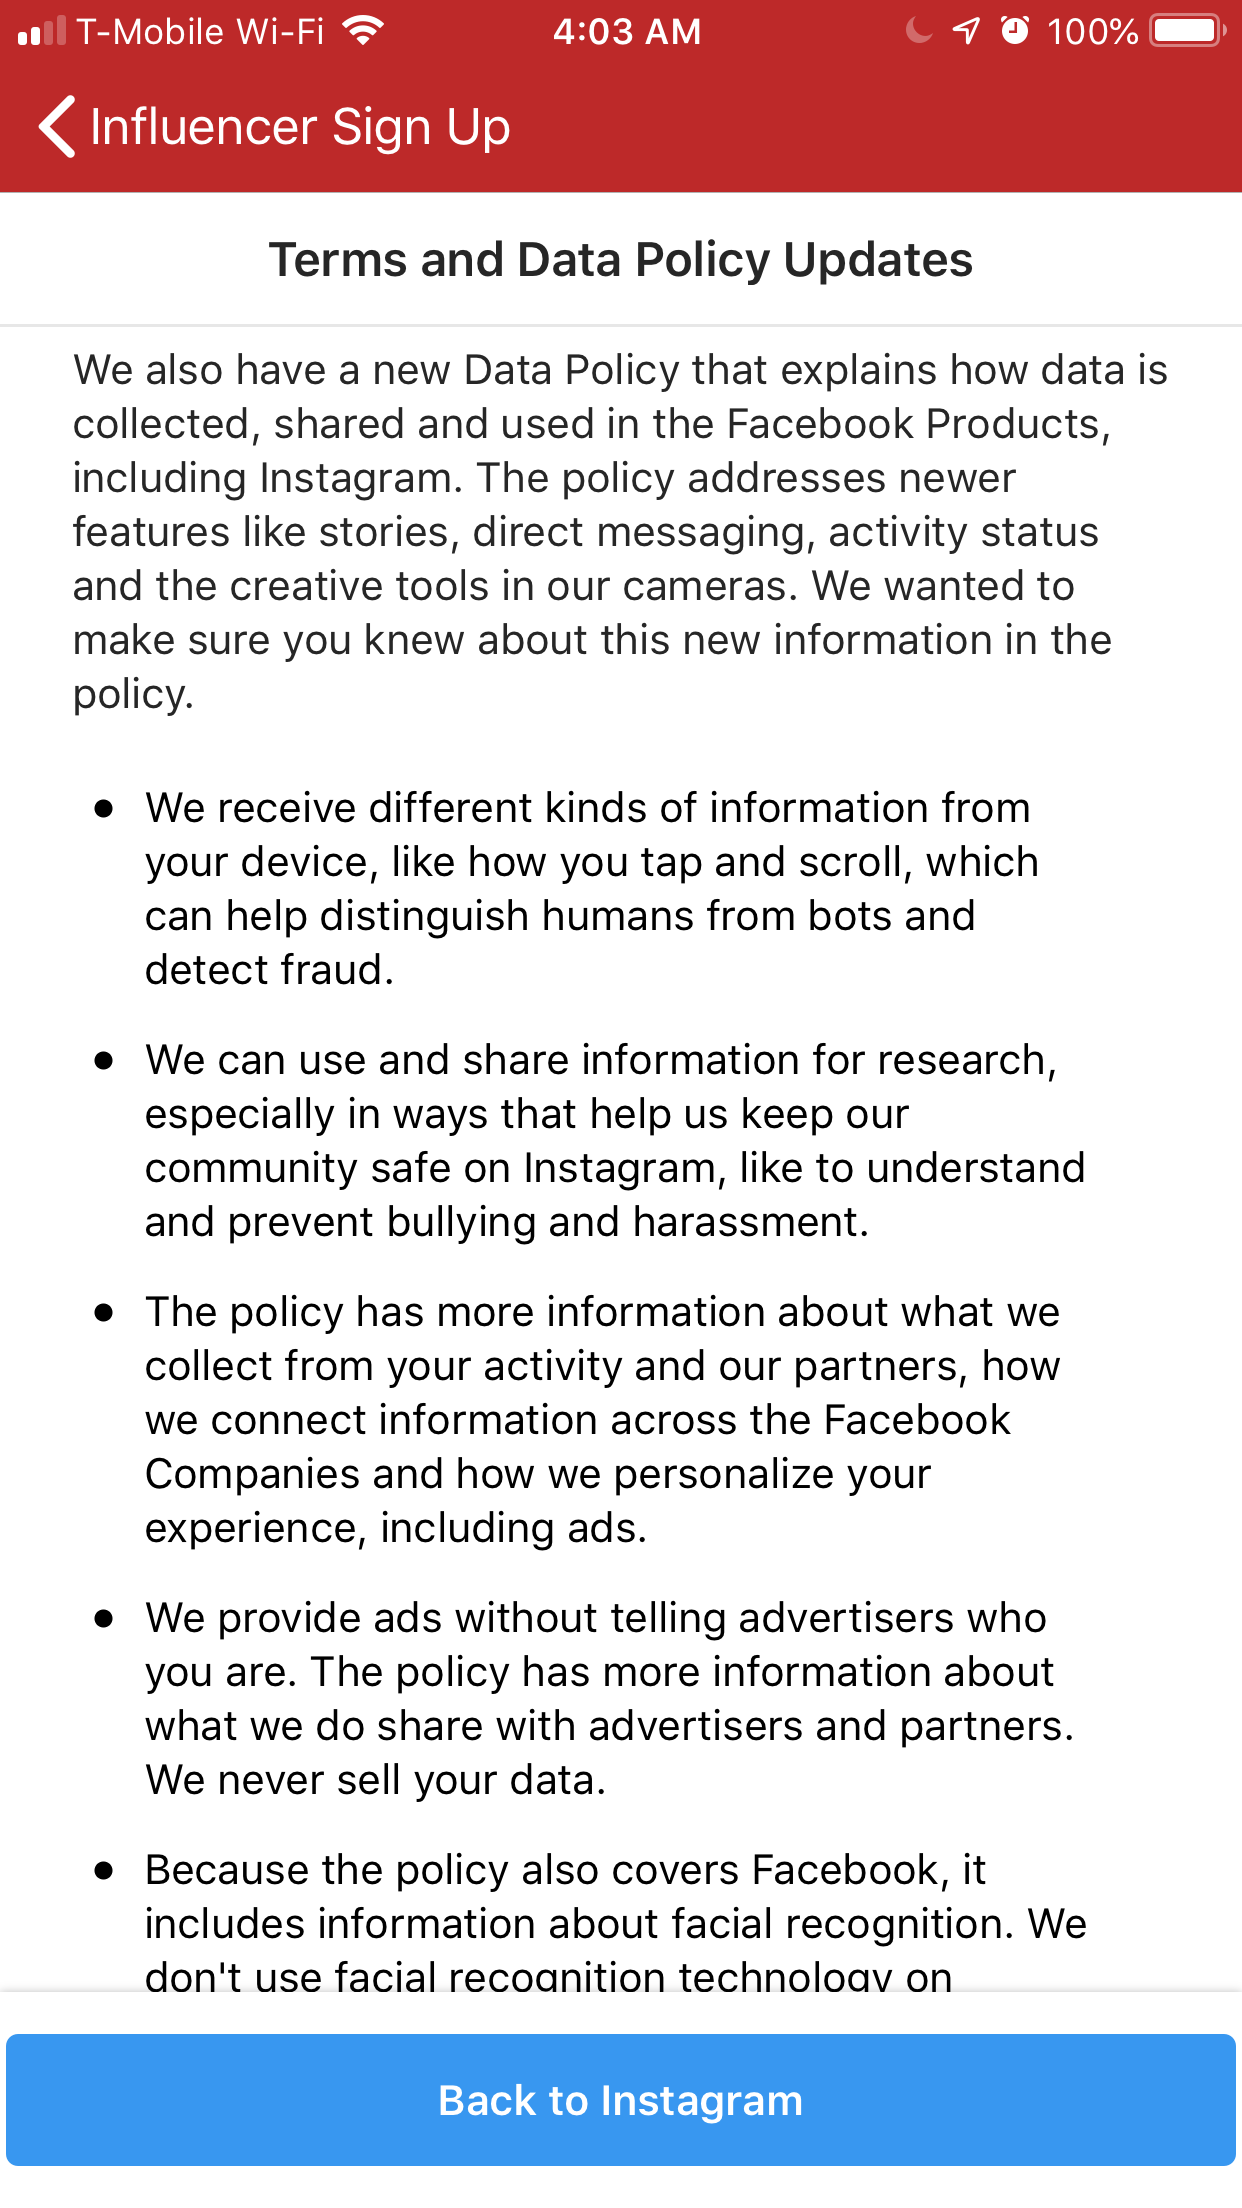 T-Mobile Wi-Fi 4:03 AM 100%
Influencer Sign Up
Terms and Data Policy Updates
We also have a new Data Policy that explains how data is
collected, shared and used in the Facebook Products,
including Instagram. The policy addresses newer
features like stories, direct messaging, activity status
and the creative tools in our cameras. We wanted to
make sure you knew about this new information in the
policy.
● We receive different kinds of information from
your device, like how you tap and scroll, which
can help distinguish humans from bots and
detect fraud.
● We can use and share information for research,
especially in ways that help us keep our
community safe on Instagram, like to understand
and prevent bullying and harassment.
● The policy has more information about what we
collect from your activity and our partners, how
we connect information across the Facebook
Companies and how we personalize your
experience, including ads.
● We provide ads without telling advertisers who
you are. The policy has more information about
what we do share with advertisers and partners.
We never sell your data.
● Because the policy also covers Facebook, it
includes information about facial recognition. We
don't use facial recognition technology on
Back to Instagram